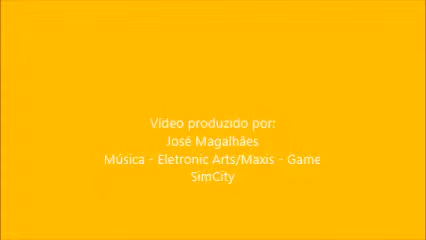 Vídeo produzido por:
José Magalhães
Música - Eletronic Arts/Maxis - Game
SimCity